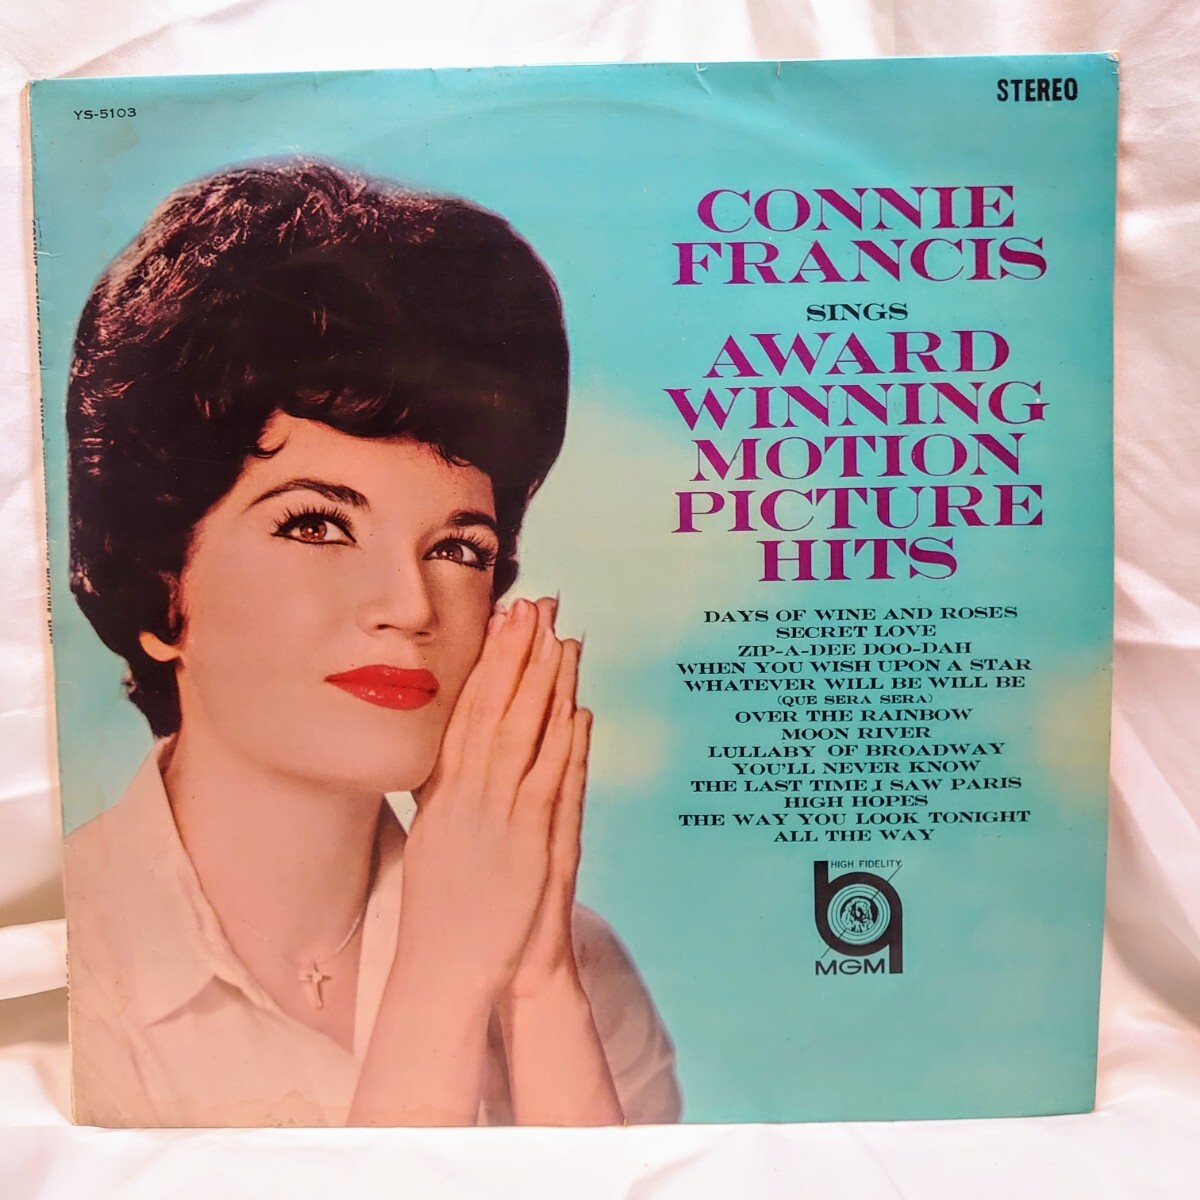 YS-5103
STEREO
CONNIE
FRANCIS
SINGS
AWARD
WINNING
MOTION
PICTURE
HITS
DAYS OF WINE AND ROSES
SECRET LOVE
ZIP-A-DEE DOO-DAH
WHEN YOU WISH UPON A STAR
WHATEVER WILL BE WILL BE
(QUE SERA SERA)
OVER THE RAINBOW
MOON RIVER
LULLABY OF BROADWAY
YOU'LL NEVER KNOW
THE LAST TIME,I SAW PARIS
HIGH HOPES
THE WAY YOU LOOK TONIGHT
ALL THE WAY
HIGH FIDELITY
MGM